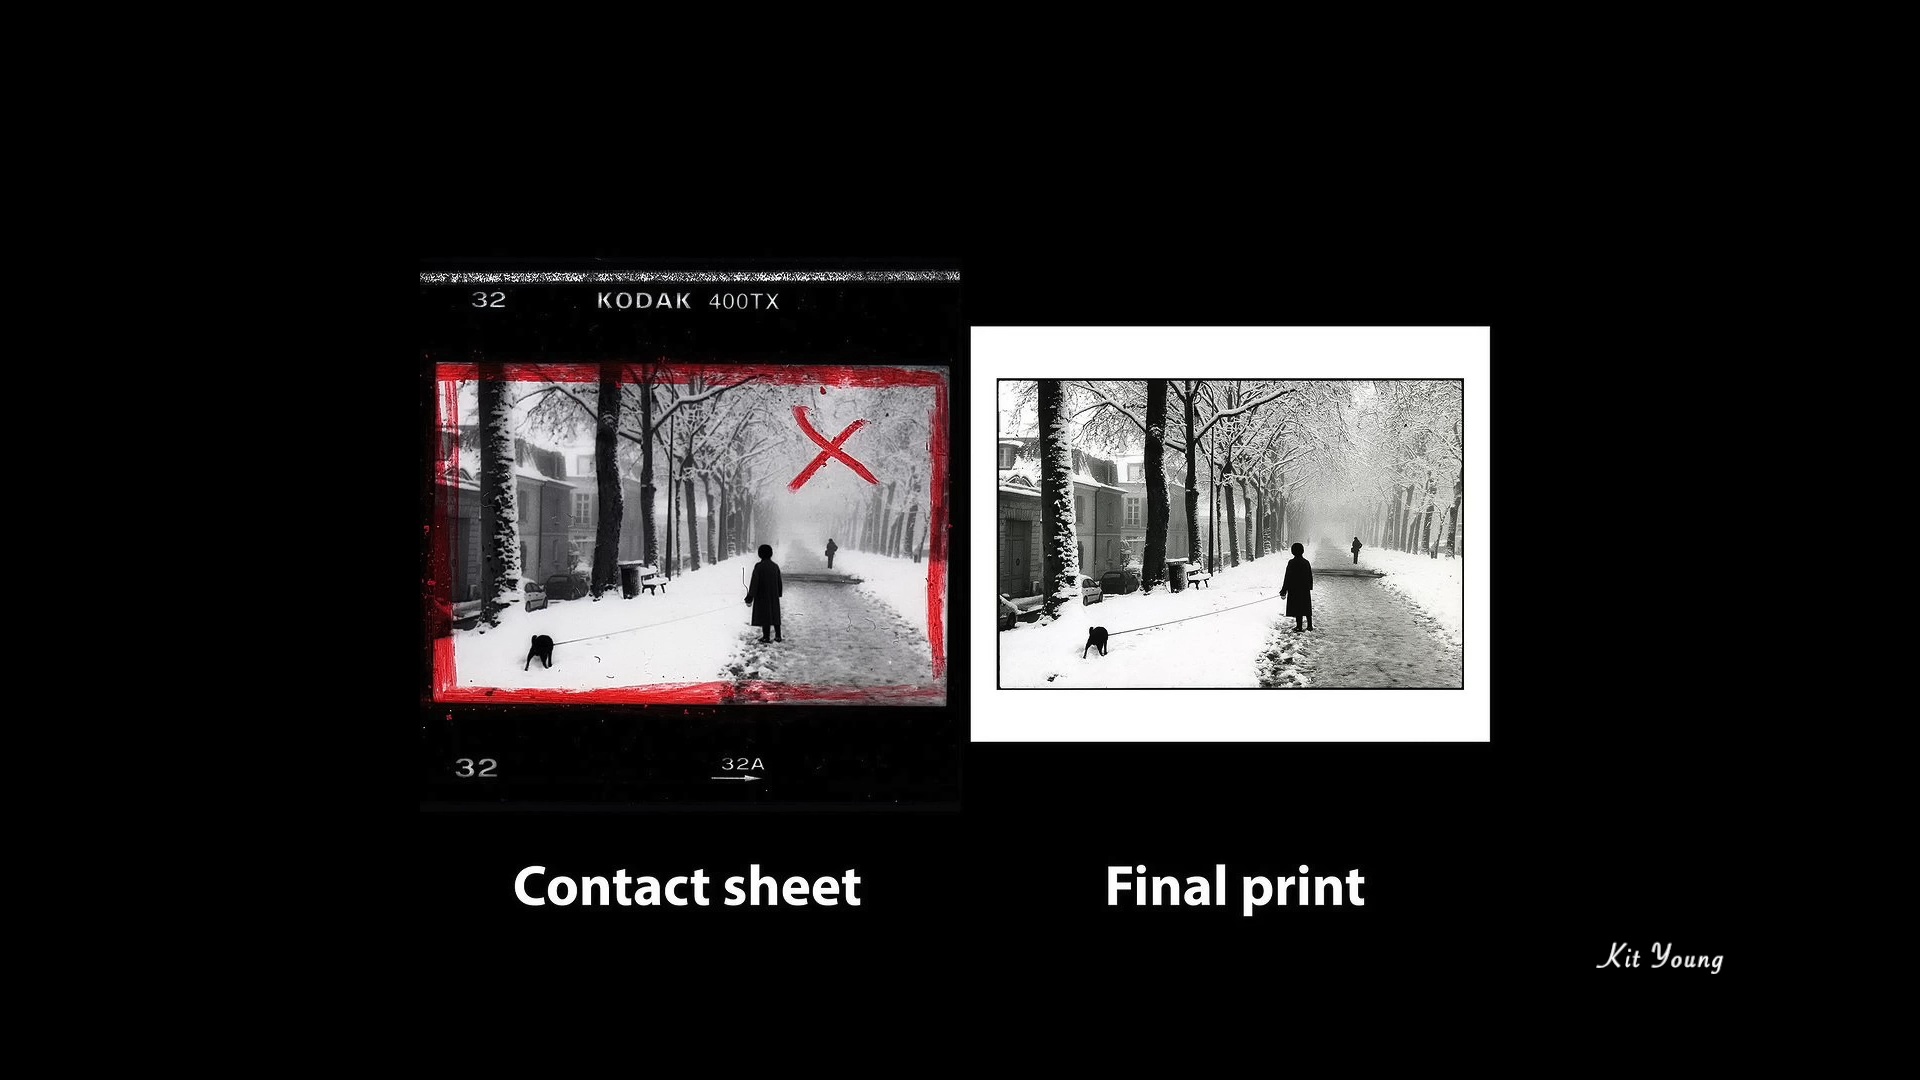 32 KODAK 400TX
32 32A
Contact sheet
Final print
Kit Young